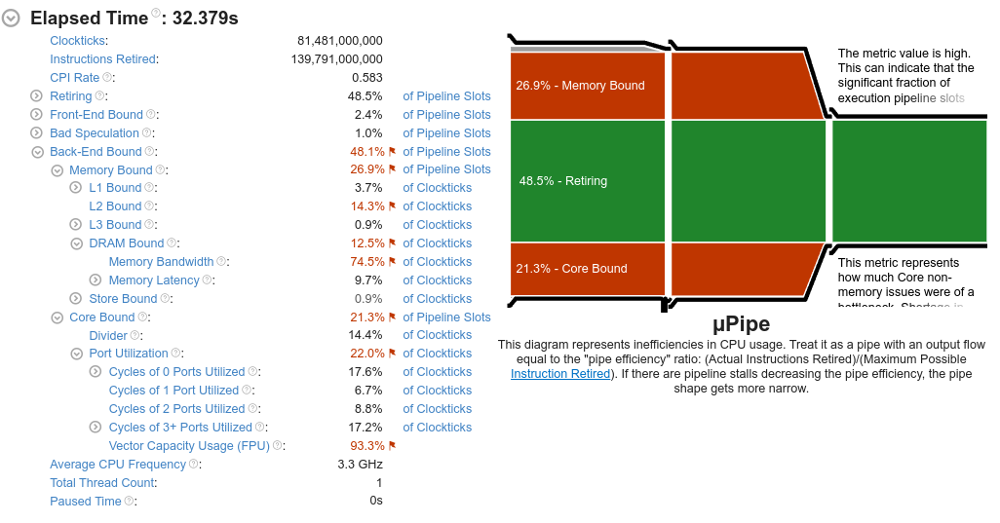 Elapsed Time ?: 32.379s
Clockticks: 81,481,000,000
Instructions Retired: 139,791,000,000
CPI Rate ?: 0.583
Retiring ?: 48.5% of Pipeline Slots
Front-End Bound ?: 2.4% of Pipeline Slots
Bad Speculation ?: 1.0% of Pipeline Slots
Back-End Bound ?: 48.1% of Pipeline Slots
Memory Bound ?: 26.9% of Pipeline Slots
L1 Bound ?: 3.7% of Clockticks
L2 Bound ?: 14.3% of Clockticks
L3 Bound ?: 0.9% of Clockticks
DRAM Bound ?: 12.5% of Clockticks
Memory Bandwidth ?: 74.5% of Clockticks
Memory Latency ?: 9.7% of Clockticks
Store Bound ?: 0.9% of Clockticks
Core Bound ?: 21.3% of Pipeline Slots
Divider ?: 14.4% of Clockticks
Port Utilization ?: 22.0% of Clockticks
Cycles of 0 Ports Utilized ?: 17.6% of Clockticks
Cycles of 1 Port Utilized ?: 6.7% of Clockticks
Cycles of 2 Ports Utilized ?: 8.8% of Clockticks
Cycles of 3+ Ports Utilized ?: 17.2% of Clockticks
Vector Capacity Usage (FPU) ?: 93.3%
Average CPU Frequency ?: 3.3 GHz
Total Thread Count: 1
Paused Time ?: 0s
26.9% - Memory Bound
48.5% - Retiring
21.3% - Core Bound
The metric value is high.
This can indicate that the
significant fraction of
execution pipeline slots
This metric represents
how much Core non-
memory issues were of a
bottleneck. Shortage in
µPipe
This diagram represents inefficiencies in CPU usage. Treat it as a pipe with an output flow
equal to the "pipe efficiency" ratio: (Actual Instructions Retired)/(Maximum Possible
Instruction Retired). If there are pipeline stalls decreasing the pipe efficiency, the pipe
shape gets more narrow.